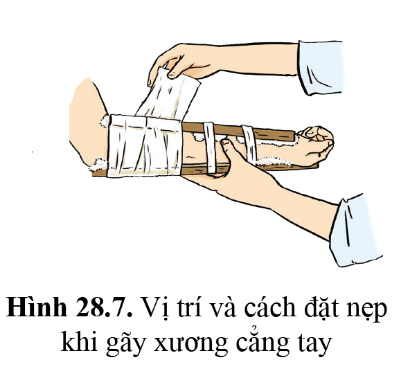 Hình 28.7. Vị trí và cách đặt nẹp
khi gãy xương cẳng tay